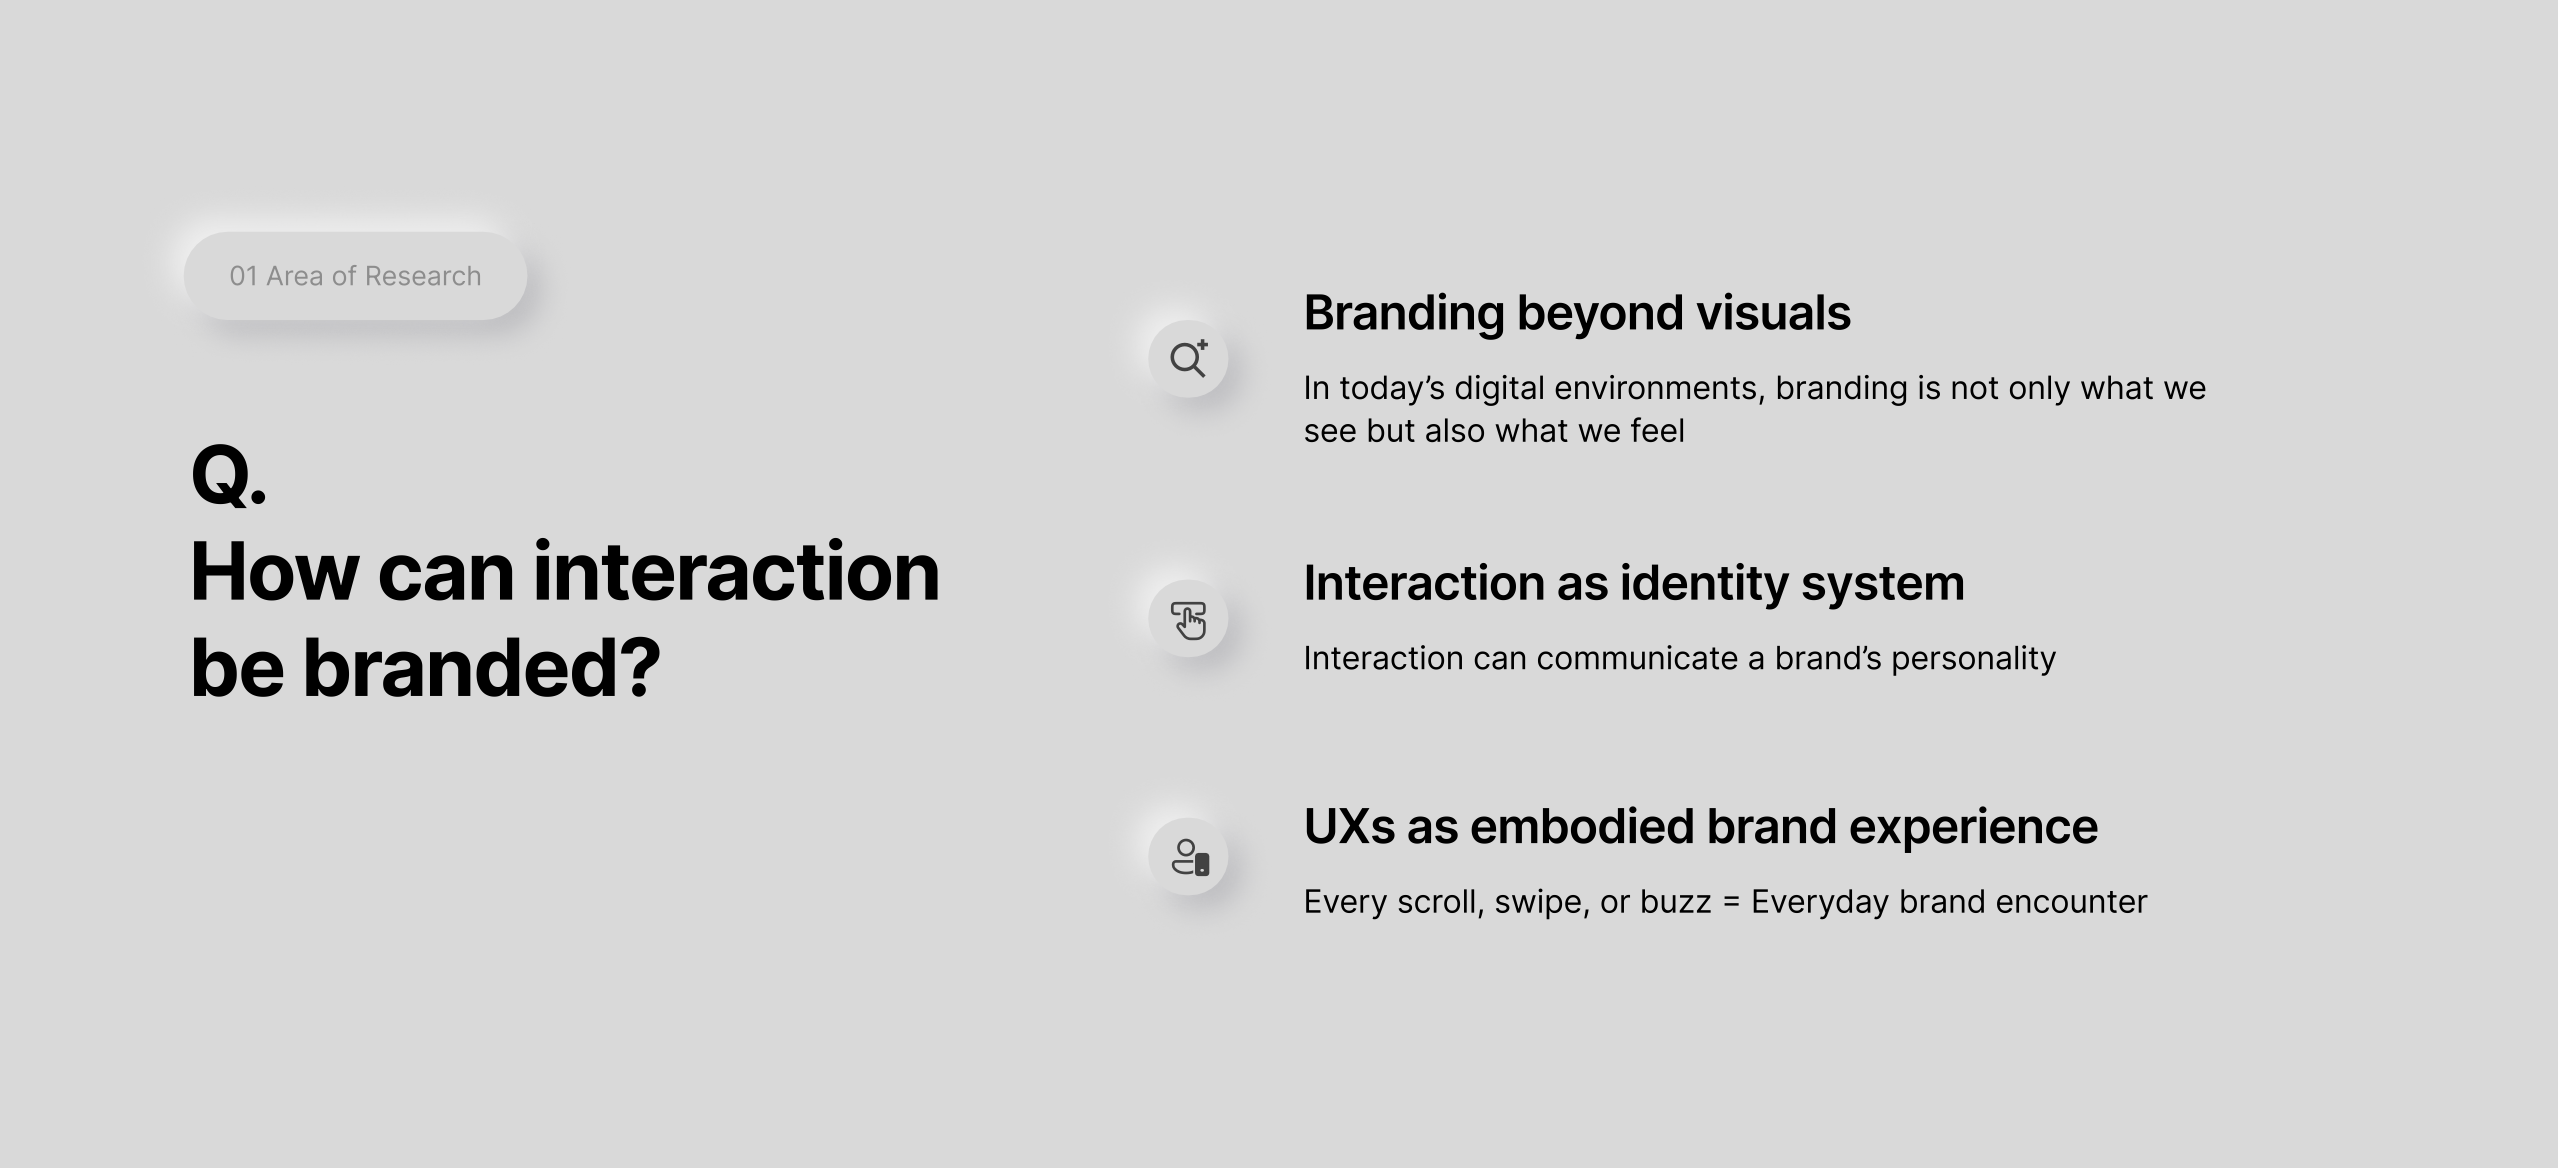 01 Area of Research
Q.
How can interaction
be branded?
Branding beyond visuals
In today’s digital environments, branding is not only what we
see but also what we feel
Interaction as identity system
Interaction can communicate a brand’s personality
UXs as embodied brand experience
Every scroll, swipe, or buzz = Everyday brand encounter